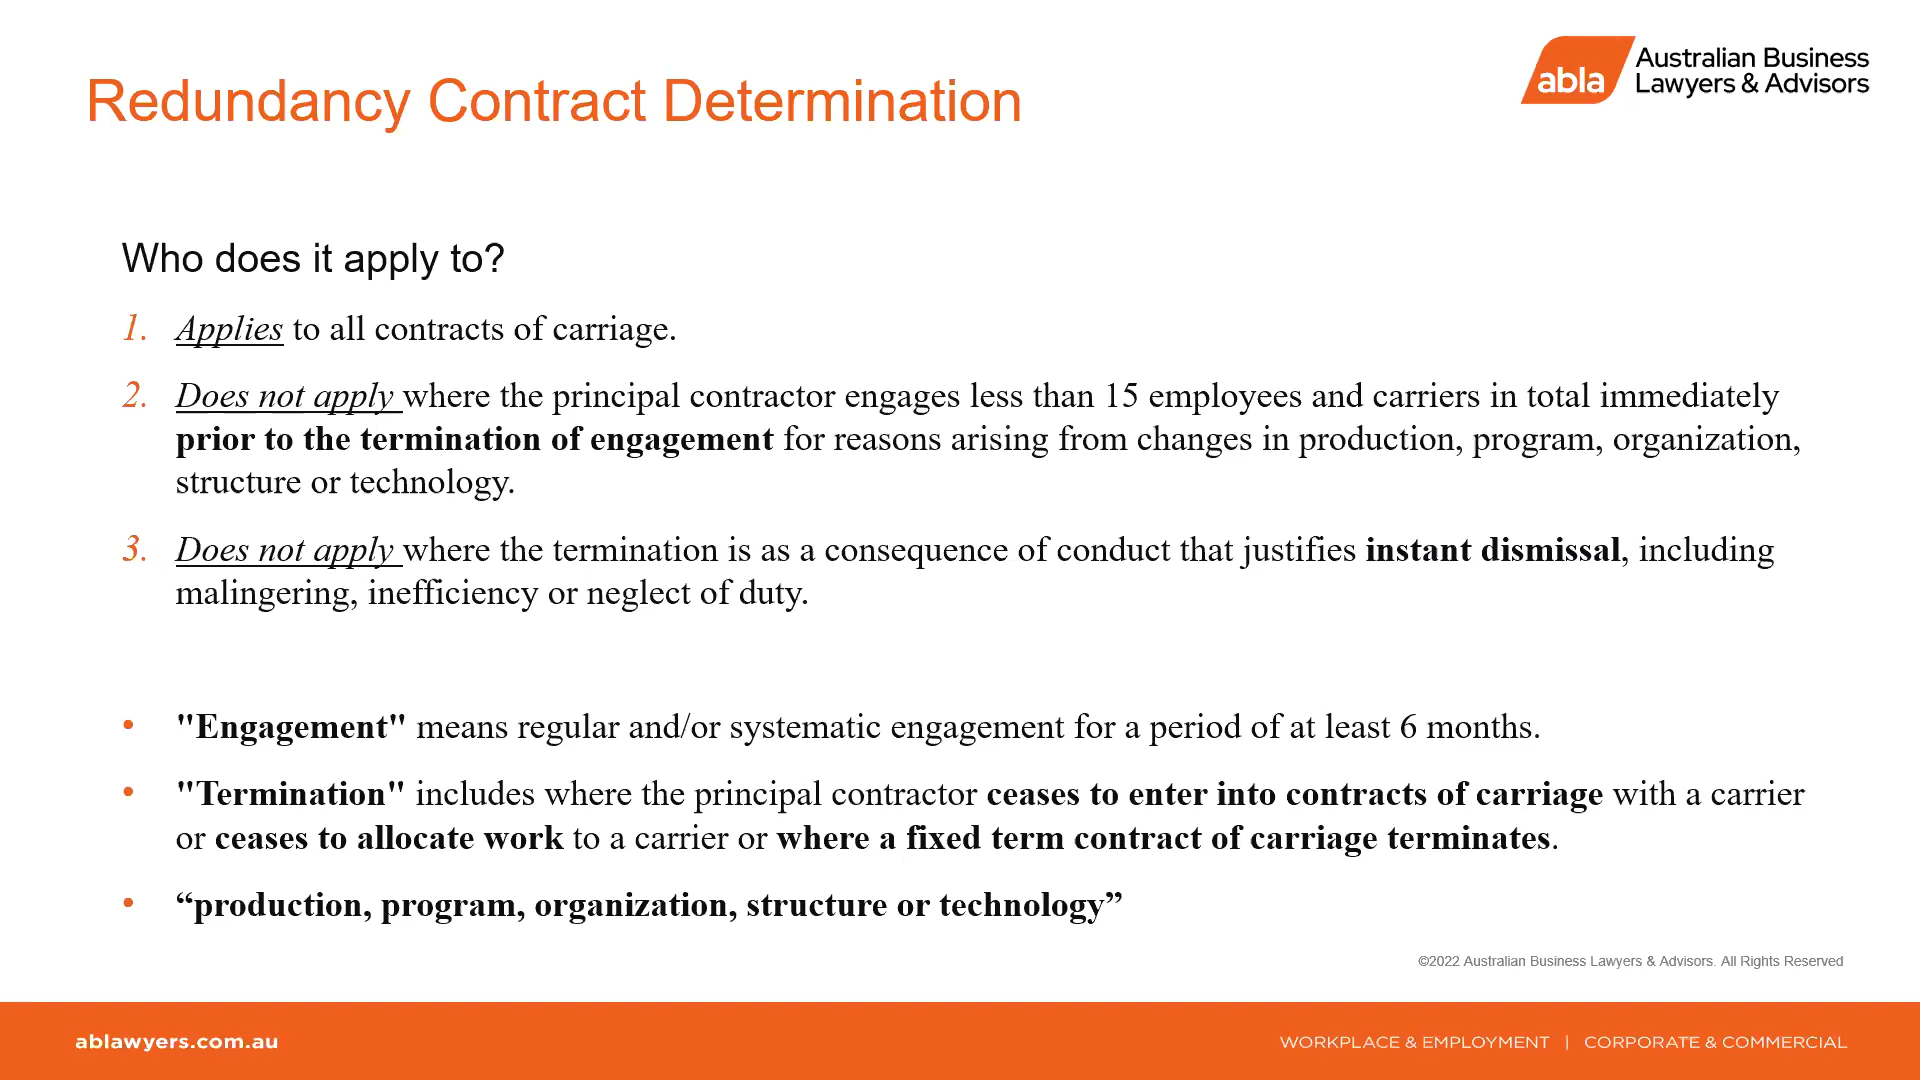 Redundancy Contract Determination
abla
Australian Business
Lawyers & Advisors
Who does it apply to?
1. Applies to all contracts of carriage.
2. Does not apply where the principal contractor engages less than 15 employees and carriers in total immediately
prior to the termination of engagement for reasons arising from changes in production, program, organization,
structure or technology.
3. Does not apply where the termination is as a consequence of conduct that justifies instant dismissal, including
malingering, inefficiency or neglect of duty.
• "Engagement" means regular and/or systematic engagement for a period of at least 6 months.
• "Termination" includes where the principal contractor ceases to enter into contracts of carriage with a carrier
or ceases to allocate work to a carrier or where a fixed term contract of carriage terminates.
• “production, program, organization, structure or technology”
©2022 Australian Business Lawyers & Advisors. All Rights Reserved
ablawyers.com.au
WORKPLACE & EMPLOYMENT | CORPORATE & COMMERCIAL